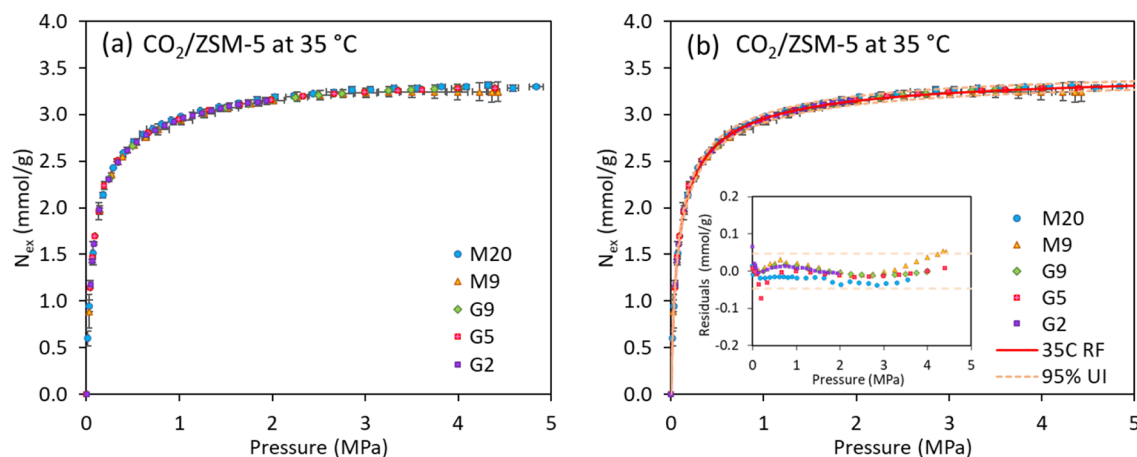 (a) CO2/ZSM-5 at 35 °C
4.0
3.5
3.0
2.5
2.0
1.5
1.0
0.5
0.0
Nex (mmol/g)
M20
M9
G9
G5
G2
0 1 2 3 4 5
Pressure (MPa)
(b) CO2/ZSM-5 at 35 °C
4.0
3.5
3.0
2.5
2.0
1.5
1.0
0.5
0.0
Nex (mmol/g)
0.2
0.1
0.0
-0.1
-0.2
Residuals (mmol/g)
0 1 2 3 4 5
Pressure (MPa)
M20
M9
G9
G5
G2
35C RF
95% UI
0 1 2 3 4 5
Pressure (MPa)